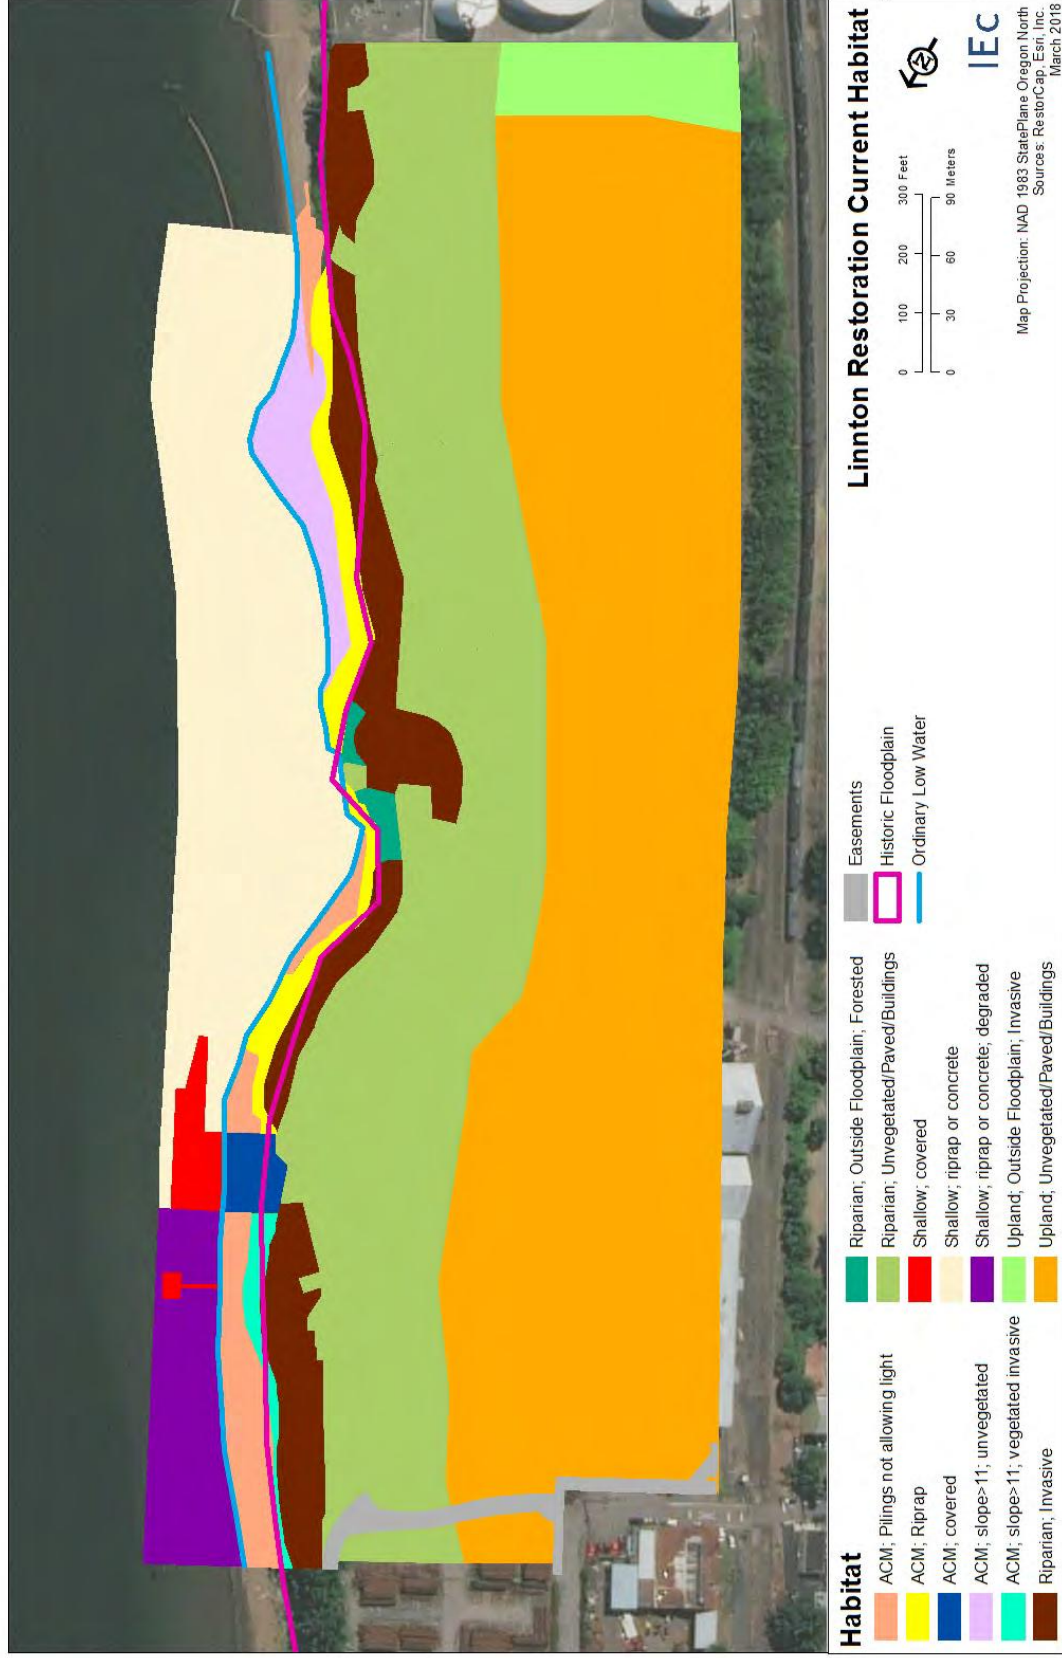 Linnton Restoration Current Habitat
Habitat
ACM; Pilings not allowing light
ACM; Riprap
ACM; covered
ACM; slope>11; unvegetated
ACM; slope>11; vegetated invasive
Riparian; Invasive
Riparian; Outside Floodplain; Forested
Riparian; Unvegetated/Paved/Buildings
Shallow; covered
Shallow; riprap or concrete
Shallow; riprap or concrete; degraded
Upland; Outside Floodplain; Invasive
Upland; Unvegetated/Paved/Buildings
Easements
Historic Floodplain
Ordinary Low Water
0 100 200 300 Feet
0 30 60 90 Meters
N
IEc
Map Projection: NAD 1983 StatePlane Oregon North
Sources: RestorCap, Esri, Inc.
March 2018